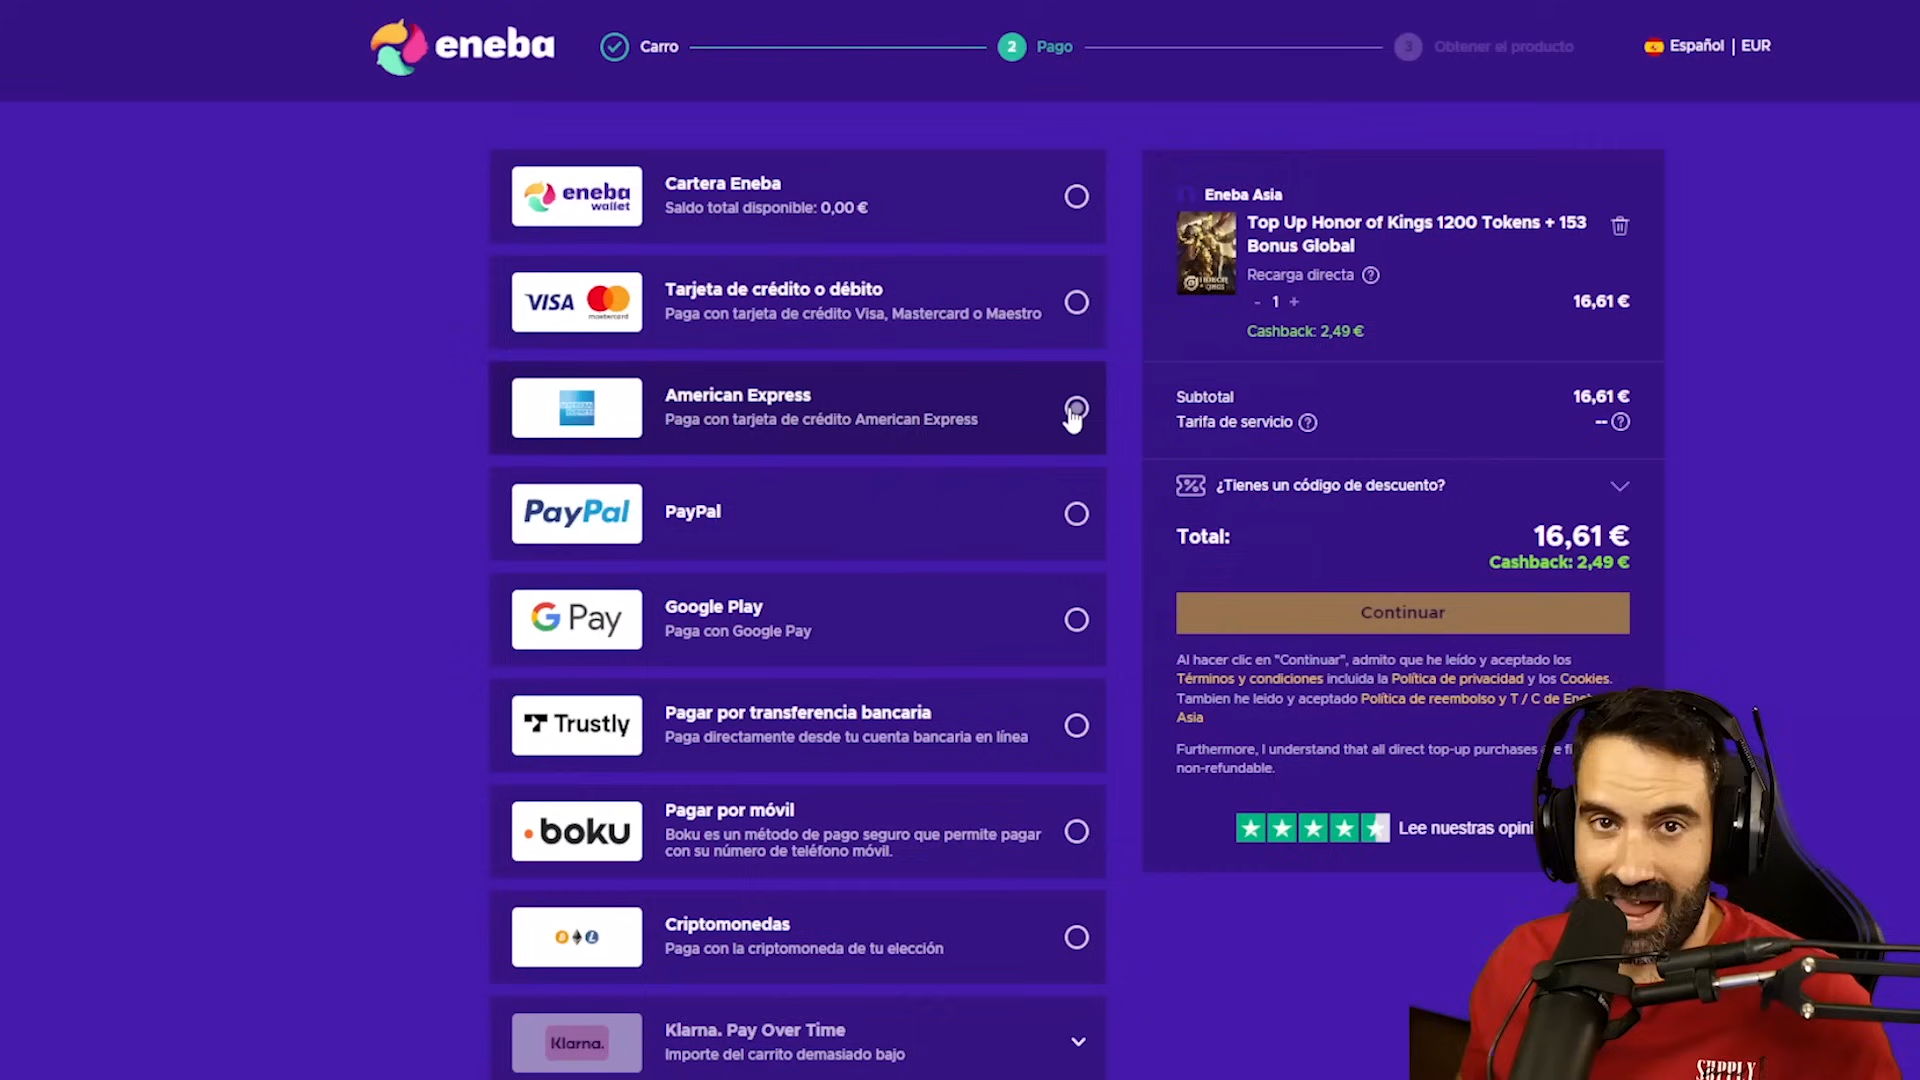 eneba
Carro
2
Pago
3
Obtener el producto
Español | EUR
eneba
wallet
Cartera Eneba
Saldo total disponible: 0,00 €
VISA
mastercard
Tarjeta de crédito o débito
Paga con tarjeta de crédito Visa, Mastercard o Maestro
American Express
Paga con tarjeta de crédito American Express
PayPal
PayPal
G Pay
Google Play
Paga con Google Pay
Trustly
Pagar por transferencia bancaria
Paga directamente desde tu cuenta bancaria en línea
boku
Pagar por móvil
Boku es un método de pago seguro que permite pagar
con su número de teléfono móvil.
Criptomonedas
Paga con la criptomoneda de tu elección
Klarna.
Klarna. Pay Over Time
Importe del carrito demasiado bajo
Eneba Asia
Top Up Honor of Kings 1200 Tokens + 153
Bonus Global
Recarga directa ?
- 1 +
16,61 €
Cashback: 2,49 €
Subtotal
16,61 €
Tarifa de servicio ?
-- ?
¿Tienes un código de descuento?
Total:
16,61 €
Cashback: 2,49 €
Continuar
Al hacer clic en "Continuar", admito que he leído y aceptado los
Términos y condiciones incluida la Política de privacidad y los Cookies.
Tambien he leido y aceptado Política de reembolso y T / C de
Asia
Furthermore, I understand that all direct top-up purchases
non-refundable.
Lee nuestras
SUPPLY